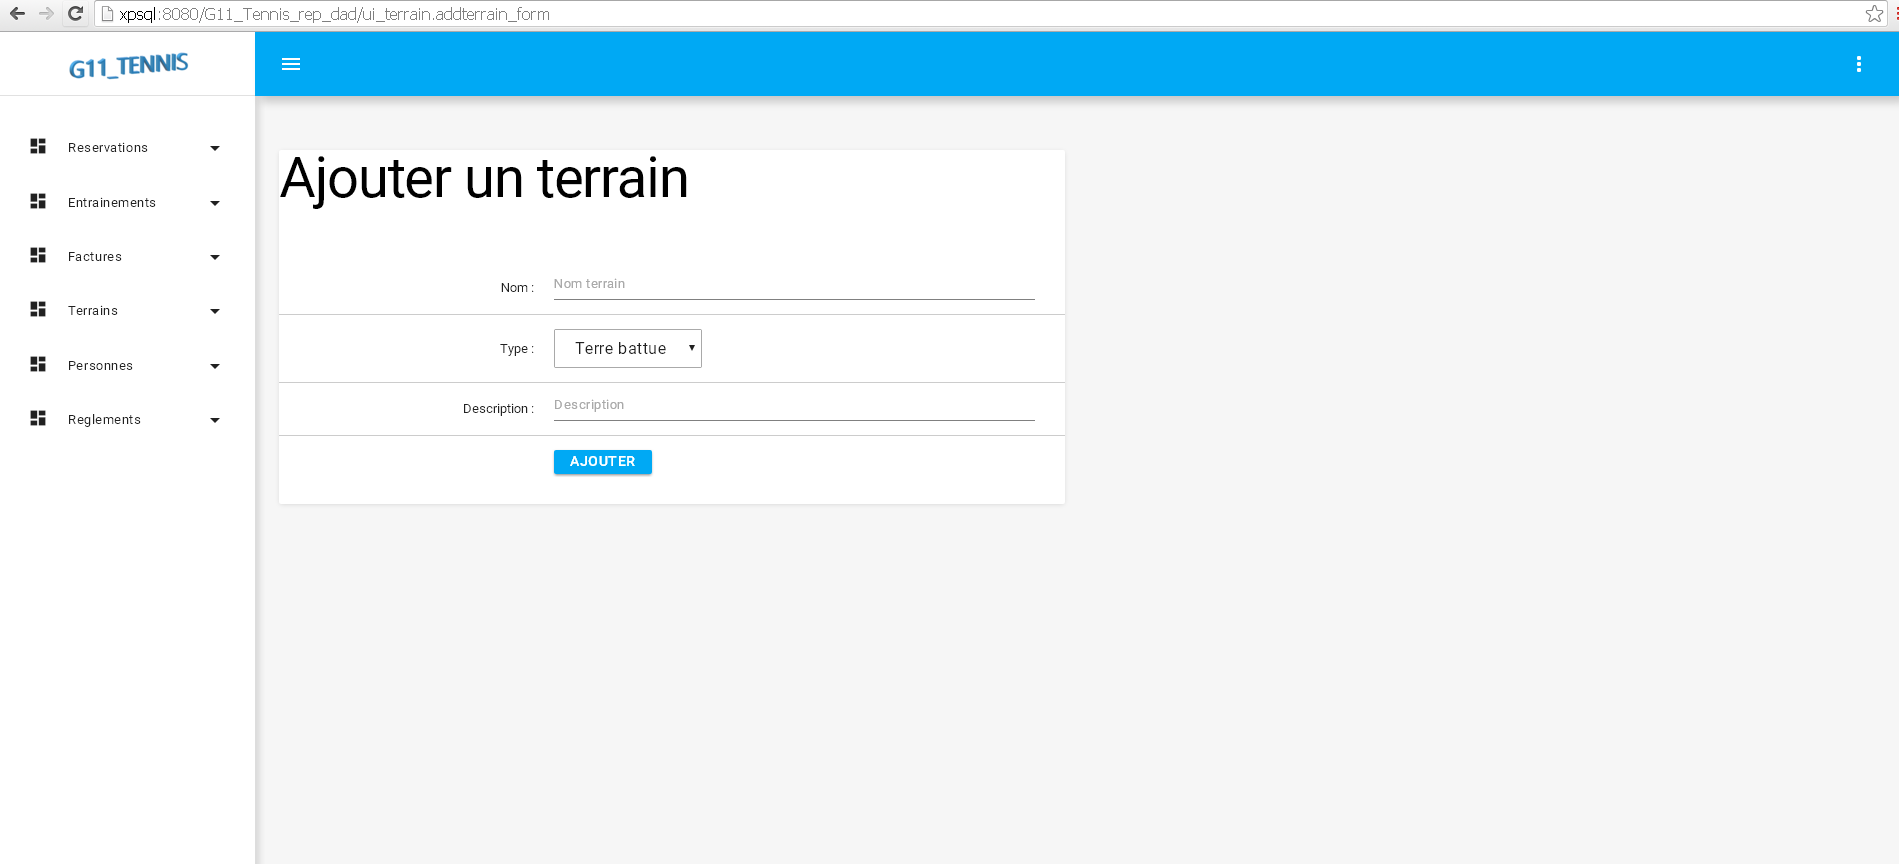 xpsql:8080/G11_Tennis_rep_dad/ui_terrain.addterrain_form
G11_TENNIS
Reservations
Entrainements
Factures
Terrains
Personnes
Reglements
Ajouter un terrain
Nom : Nom terrain
Type : Terre battue
Description : Description
AJOUTER